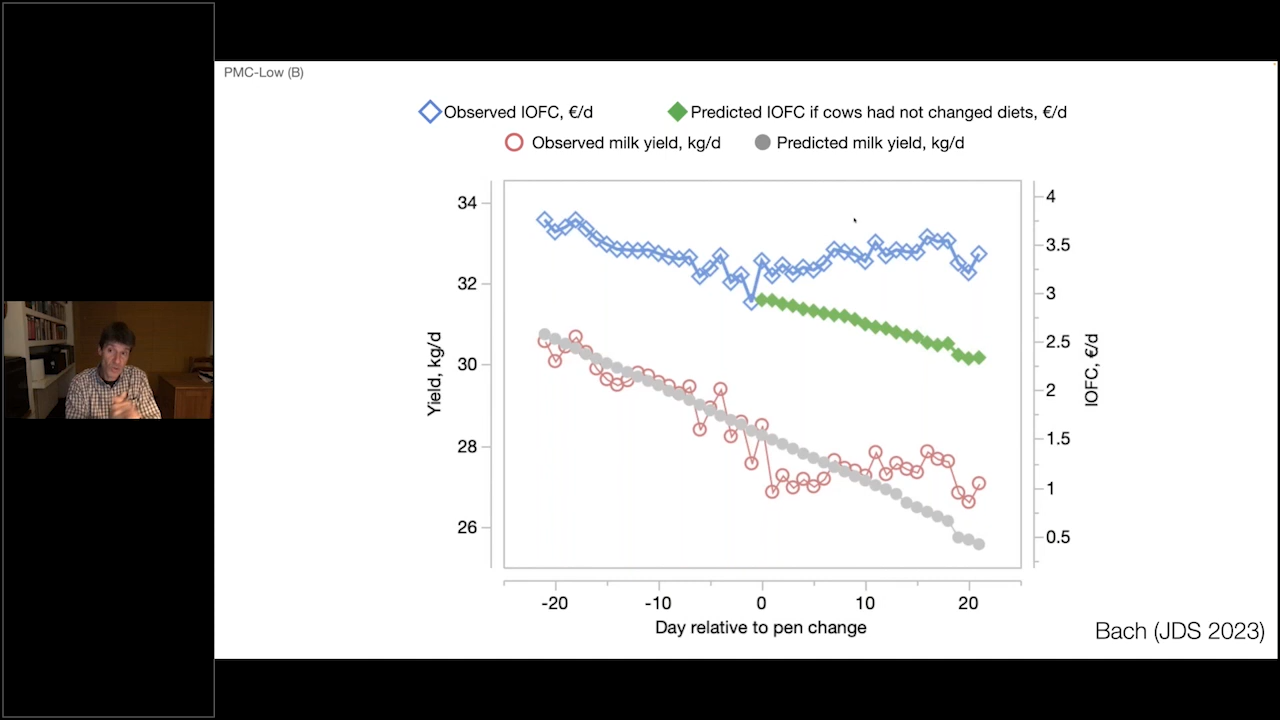 PMC-Low (B)
Observed IOFC, €/d
Predicted IOFC if cows had not changed diets, €/d
Observed milk yield, kg/d
Predicted milk yield, kg/d
34
32
30
28
26
Yield, kg/d
4
3.5
3
2.5
2
1.5
1
0.5
IOFC, €/d
-20
-10
0
10
20
Day relative to pen change
Bach (JDS 2023)